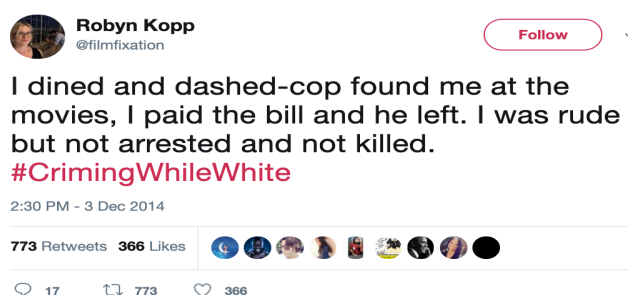 Robyn Kopp
@filmfixation
Follow
I dined and dashed-cop found me at the
movies, I paid the bill and he left. I was rude
but not arrested and not killed.
#CrimingWhileWhite
2:30 PM - 3 Dec 2014
773 Retweets 366 Likes
17 773 366